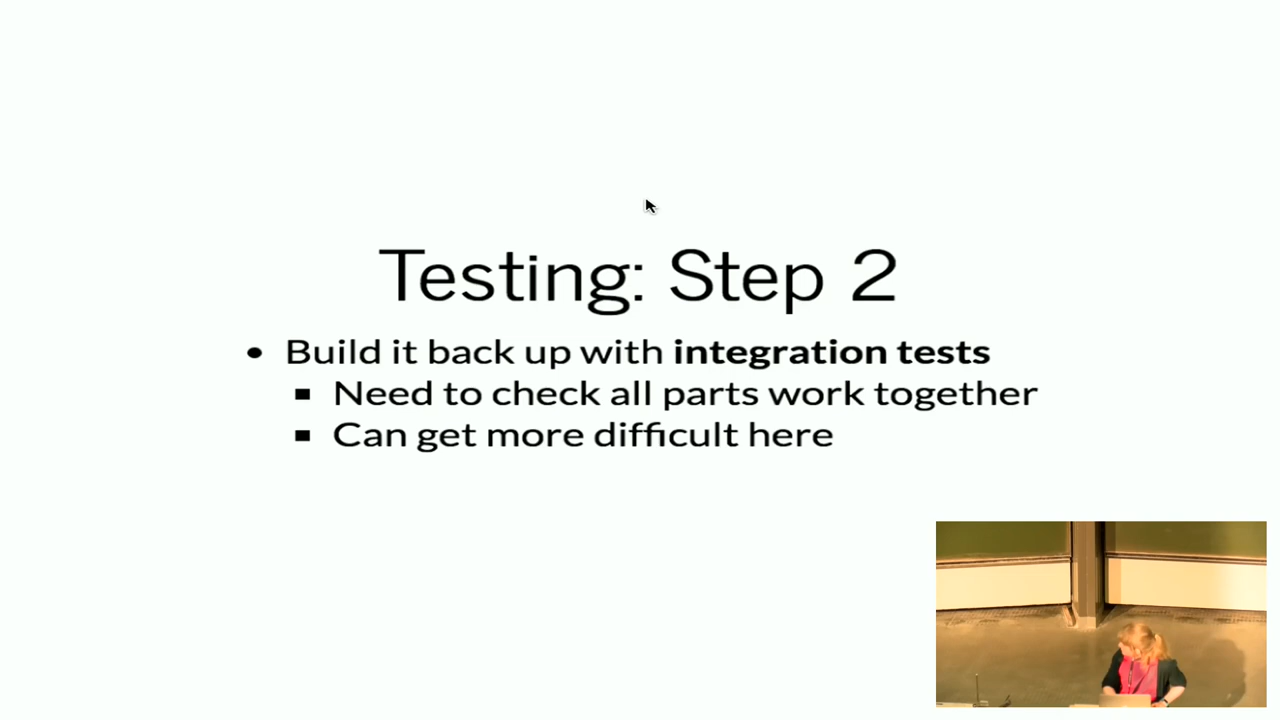 Testing: Step 2
• Build it back up with integration tests
▪ Need to check all parts work together
▪ Can get more difficult here